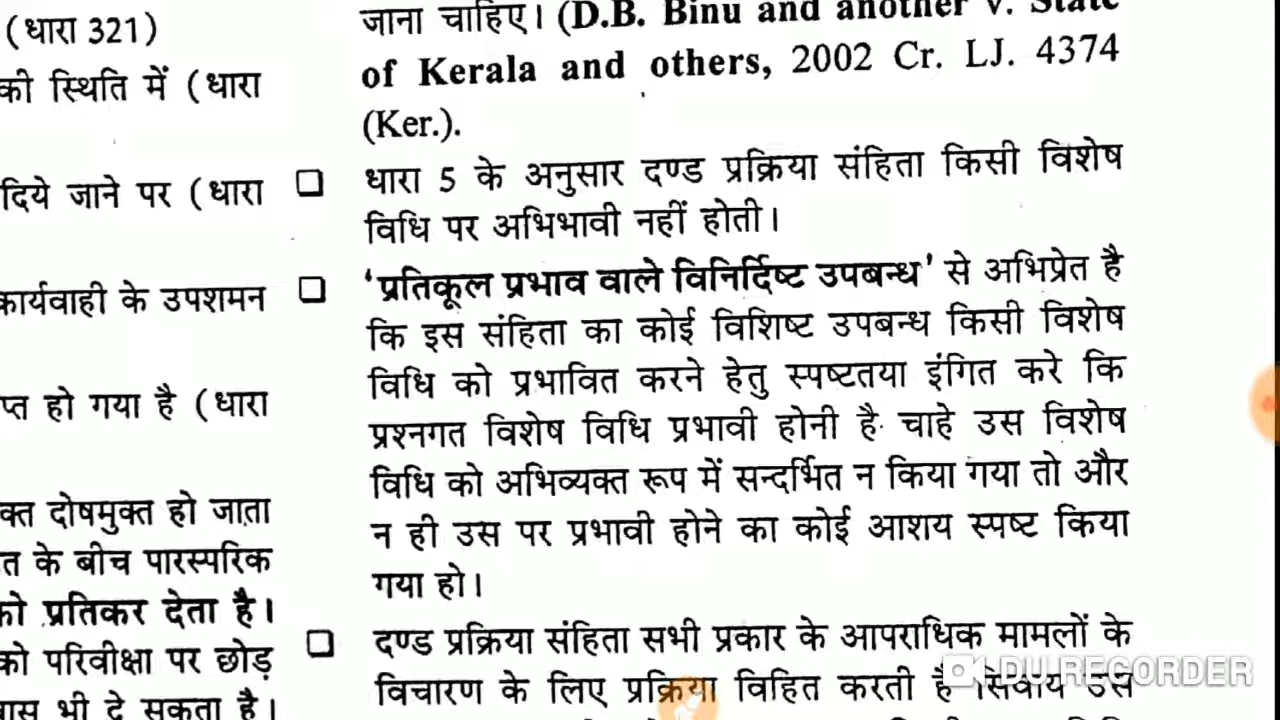 (धारा 321)
की स्थिति में (धारा
दिये जाने पर (धारा
कार्यवाही के उपशमन
प्त हो गया है (धारा
क्त दोषमुक्त हो जाता
त के बीच पारस्परिक
को प्रतिकर देता है।
को परिवीक्षा पर छोड़
भी दे सकता है।
जाना चाहिए। (D.B. Binu and another v. State
of Kerala and others, 2002 Cr. LJ. 4374
(Ker.).
धारा 5 के अनुसार दण्ड प्रक्रिया संहिता किसी विशेष
विधि पर अभिभावी नहीं होती।
'प्रतिकूल प्रभाव वाले विनिर्दिष्ट उपबन्ध' से अभिप्रेत है
कि इस संहिता का कोई विशिष्ट उपबन्ध किसी विशेष
विधि को प्रभावित करने हेतु स्पष्टतया इंगित करे कि
प्रश्नगत विशेष विधि प्रभावी होनी है चाहे उस विशेष
विधि को अभिव्यक्त रूप में सन्दर्भित न किया गया तो और
न ही उस पर प्रभावी होने का कोई आशय स्पष्ट किया
गया हो।
दण्ड प्रक्रिया संहिता सभी प्रकार के आपराधिक मामलों के
विचारण के लिए प्रक्रिया विहित करती है सिवाय उस
DU RECORDER